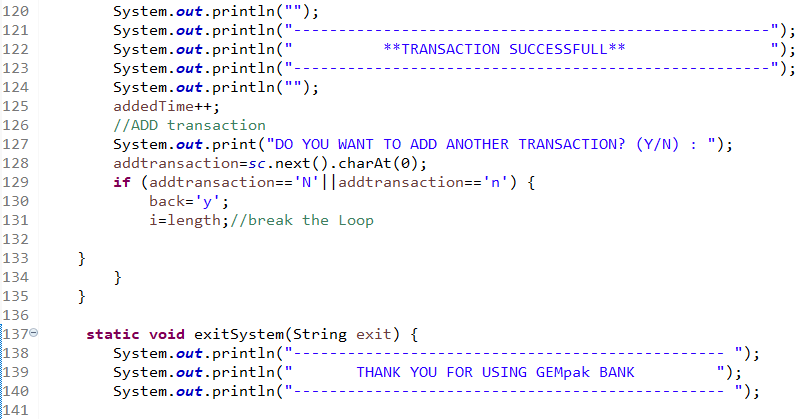 120         System.out.println("");
121         System.out.println("-----------------------------------------------------");
122         System.out.println("          **TRANSACTION SUCCESSFULL**                ");
123         System.out.println("-----------------------------------------------------");
124         System.out.println("");
125         addedTime++;
126         //ADD transaction
127         System.out.print("DO YOU WANT TO ADD ANOTHER TRANSACTION? (Y/N) : ");
128         addtransaction=sc.next().charAt(0);
129         if (addtransaction=='N'||addtransaction=='n') {
130             back='y';
131             i=length;//break the Loop
132
133     }
134         }
135     }
136
137      static void exitSystem(String exit) {
138         System.out.println("------------------------------------------------ ");
139         System.out.println("       THANK YOU FOR USING GEMpak BANK         ");
140         System.out.println("------------------------------------------------ ");
141